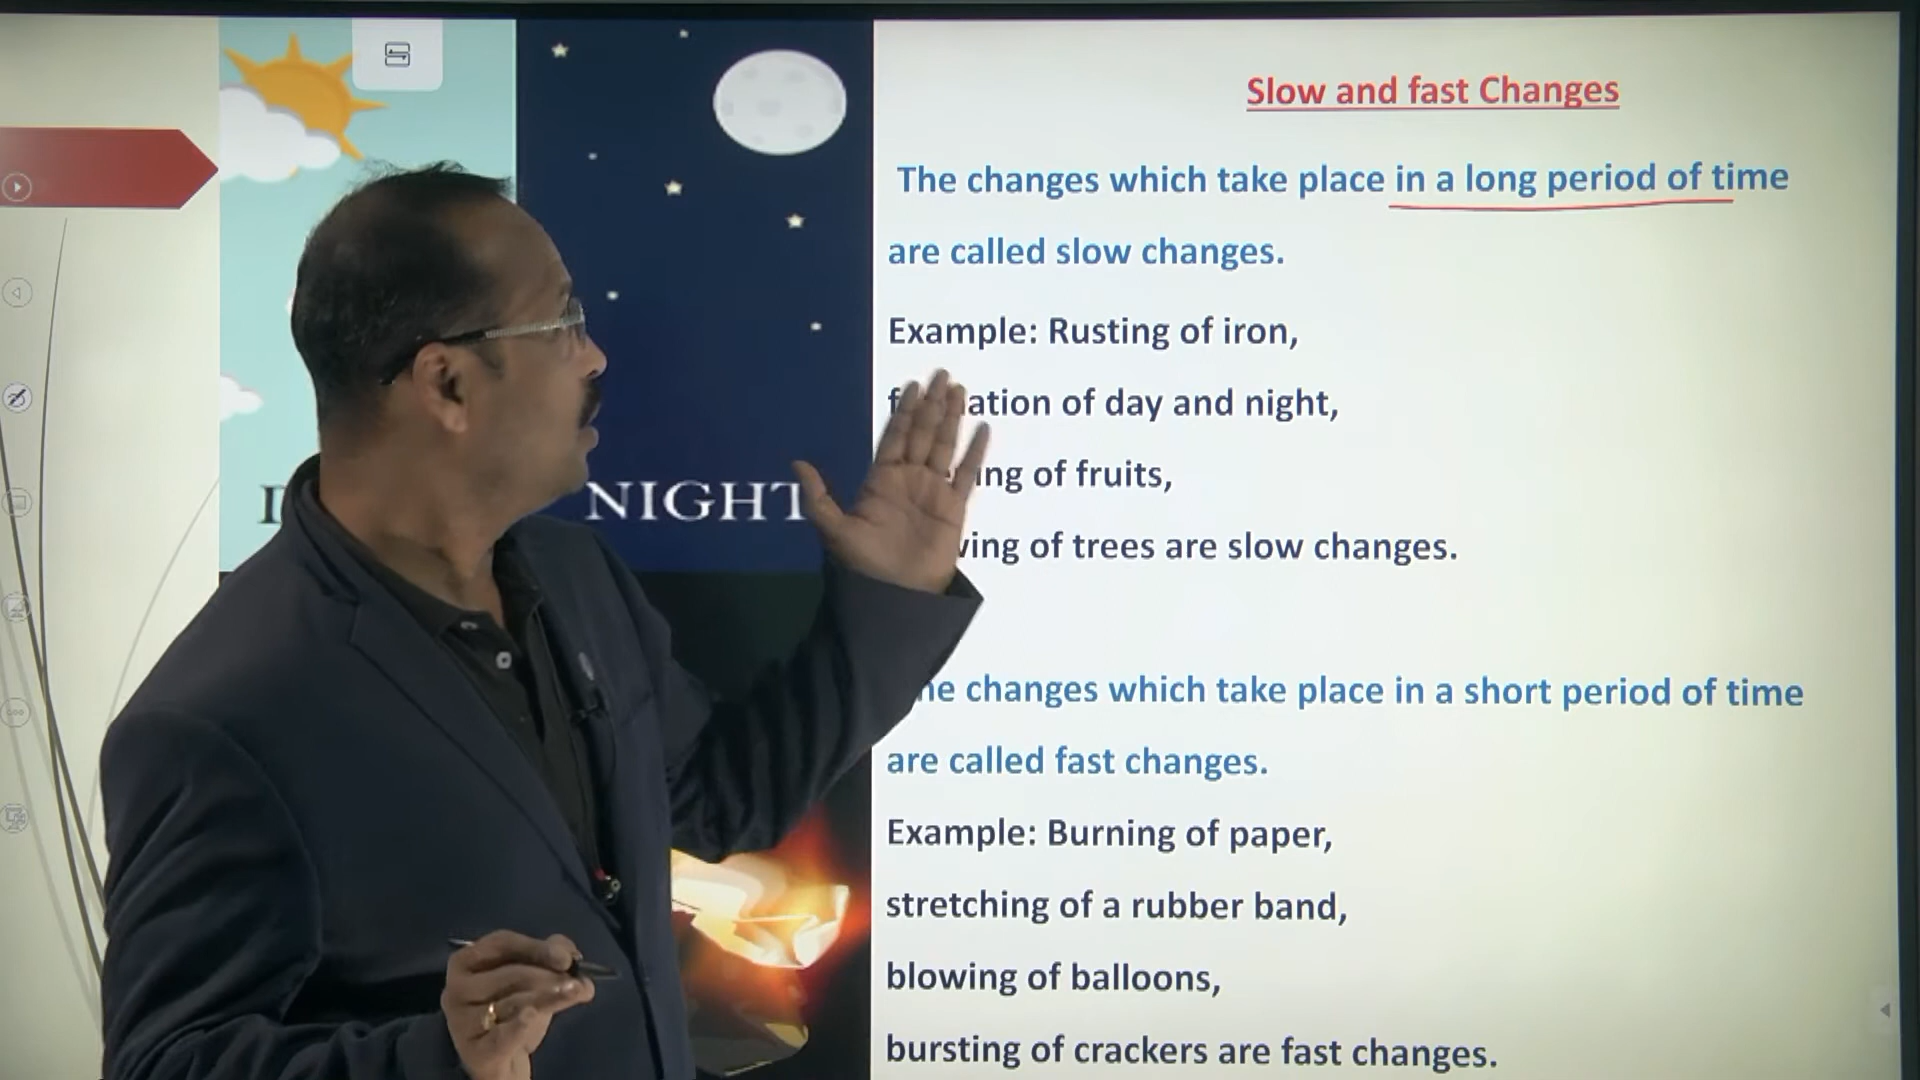 Slow and fast Changes
The changes which take place in a long period of time
are called slow changes.
Example: Rusting of iron,
of day and night,
of fruits,
of trees are slow changes.
changes which take place in a short period of time
are called fast changes.
Example: Burning of paper,
stretching of a rubber band,
blowing of balloons,
bursting of crackers are fast changes.
NIGHT